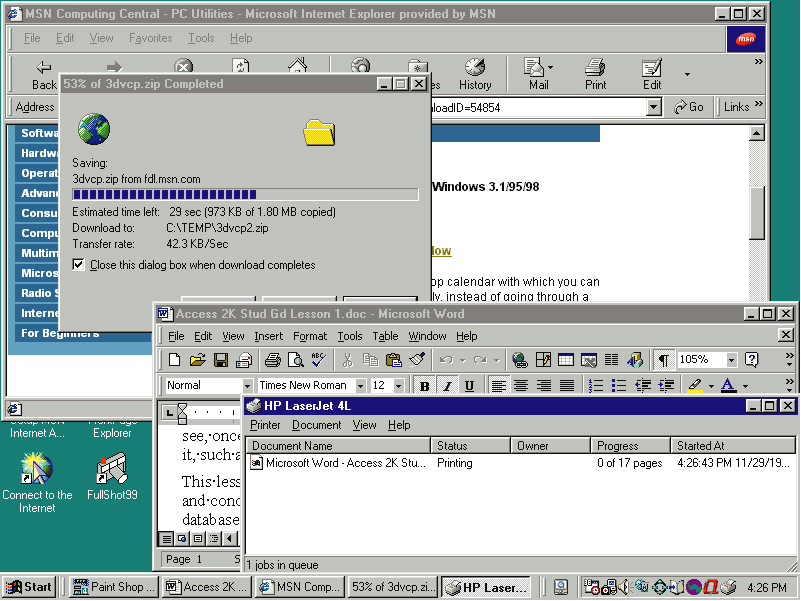 MSN Computing Central - PC Utilities - Microsoft Internet Explorer provided by MSN
File Edit View Favorites Tools Help
msn
Back
History Mail Print Edit
Address
loadID=54854
Go Links
53% of 3dvcp.zip Completed
Saving:
3dvcp.zip from fdl.msn.com
Estimated time left: 29 sec (973 KB of 1.80 MB copied)
Download to: C:\TEMP\3dvcp2.zip
Transfer rate: 42.3 KB/Sec
Close this dialog box when download completes
Softwa
Hardw
Operat
Advan
Consu
Compu
Multim
Micros
Radio S
Interne
For Beginners
Windows 3.1/95/98
low
op calendar with which you can
ly, instead of going through a
Access 2K Stud Gd Lesson 1.doc - Microsoft Word
File Edit View Insert Format Tools Table Window Help
105%
Normal Times New Roman 12 B I U
see, once
it, such a
This less
and conc
database
Page 1 S
HP LaserJet 4L
Printer Document View Help
Document Name Status Owner Progress Started At
Microsoft Word - Access 2K Stu... Printing 0 of 17 pages 4:26:43 PM 11/29/19...
1 jobs in queue
Setup MSN
Internet A...
FrontPage
Explorer
Connect to the
Internet
FullShot99
Start Paint Shop ... Access 2K ... MSN Comp... 53% of 3dvcp.zi... HP Laser... 4:26 PM